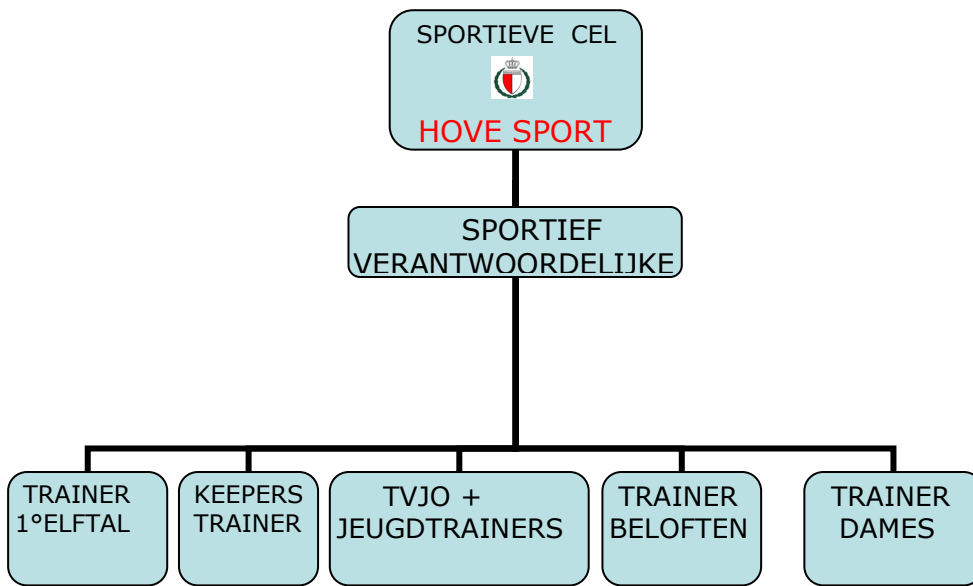 SPORTIEVE CEL
HOVE SPORT
SPORTIEF
VERANTWOORDELIJKE
TRAINER
1°ELFTAL
KEEPERS
TRAINER
TVJO +
JEUGDTRAINERS
TRAINER
BELOFTEN
TRAINER
DAMES